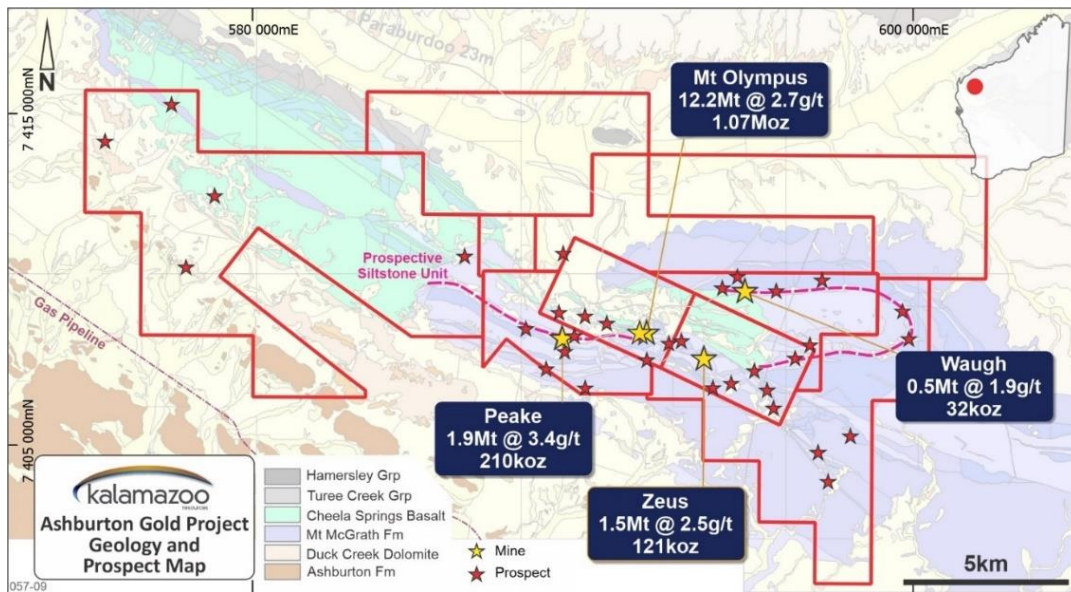 580 000mE
600 000mE
Paraburdoo 23m
N
7 415 000mN
Mt Olympus
12.2Mt @ 2.7g/t
1.07Moz
Prospective
Siltstone Unit
Gas Pipeline
Waugh
0.5Mt @ 1.9g/t
32koz
Peake
1.9Mt @ 3.4g/t
210koz
7 405 000mN
Zeus
1.5Mt @ 2.5g/t
121koz
kalamazoo
RESOURCES
Ashburton Gold Project
Geology and
Prospect Map
Hamersley Grp
Turee Creek Grp
Cheela Springs Basalt
Mt McGrath Fm
Duck Creek Dolomite
Ashburton Fm
Mine
Prospect
5km
057-09